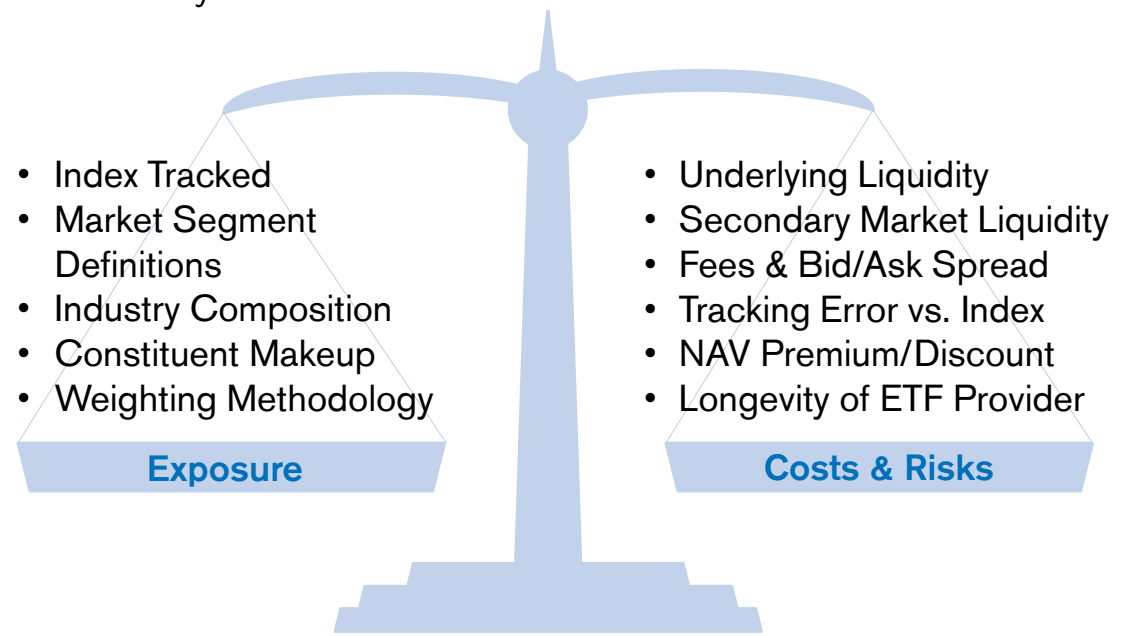 • Index Tracked
• Market Segment
Definitions
• Industry Composition
• Constituent Makeup
• Weighting Methodology
Exposure
• Underlying Liquidity
• Secondary Market Liquidity
• Fees & Bid/Ask Spread
• Tracking Error vs. Index
• NAV Premium/Discount
• Longevity of ETF Provider
Costs & Risks